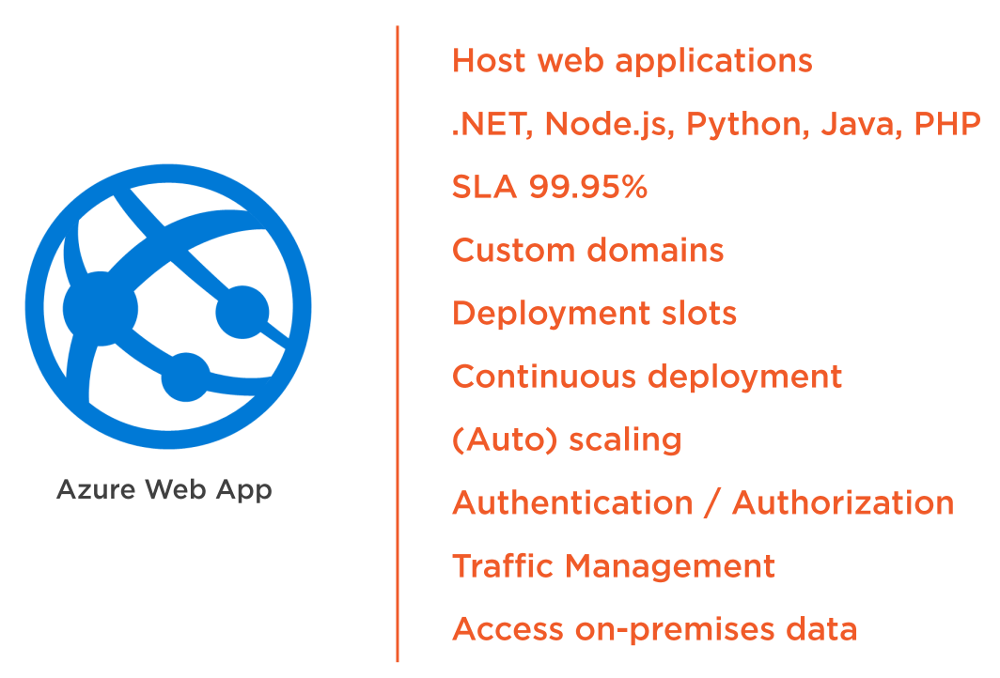 Azure Web App
Host web applications
.NET, Node.js, Python, Java, PHP
SLA 99.95%
Custom domains
Deployment slots
Continuous deployment
(Auto) scaling
Authentication / Authorization
Traffic Management
Access on-premises data